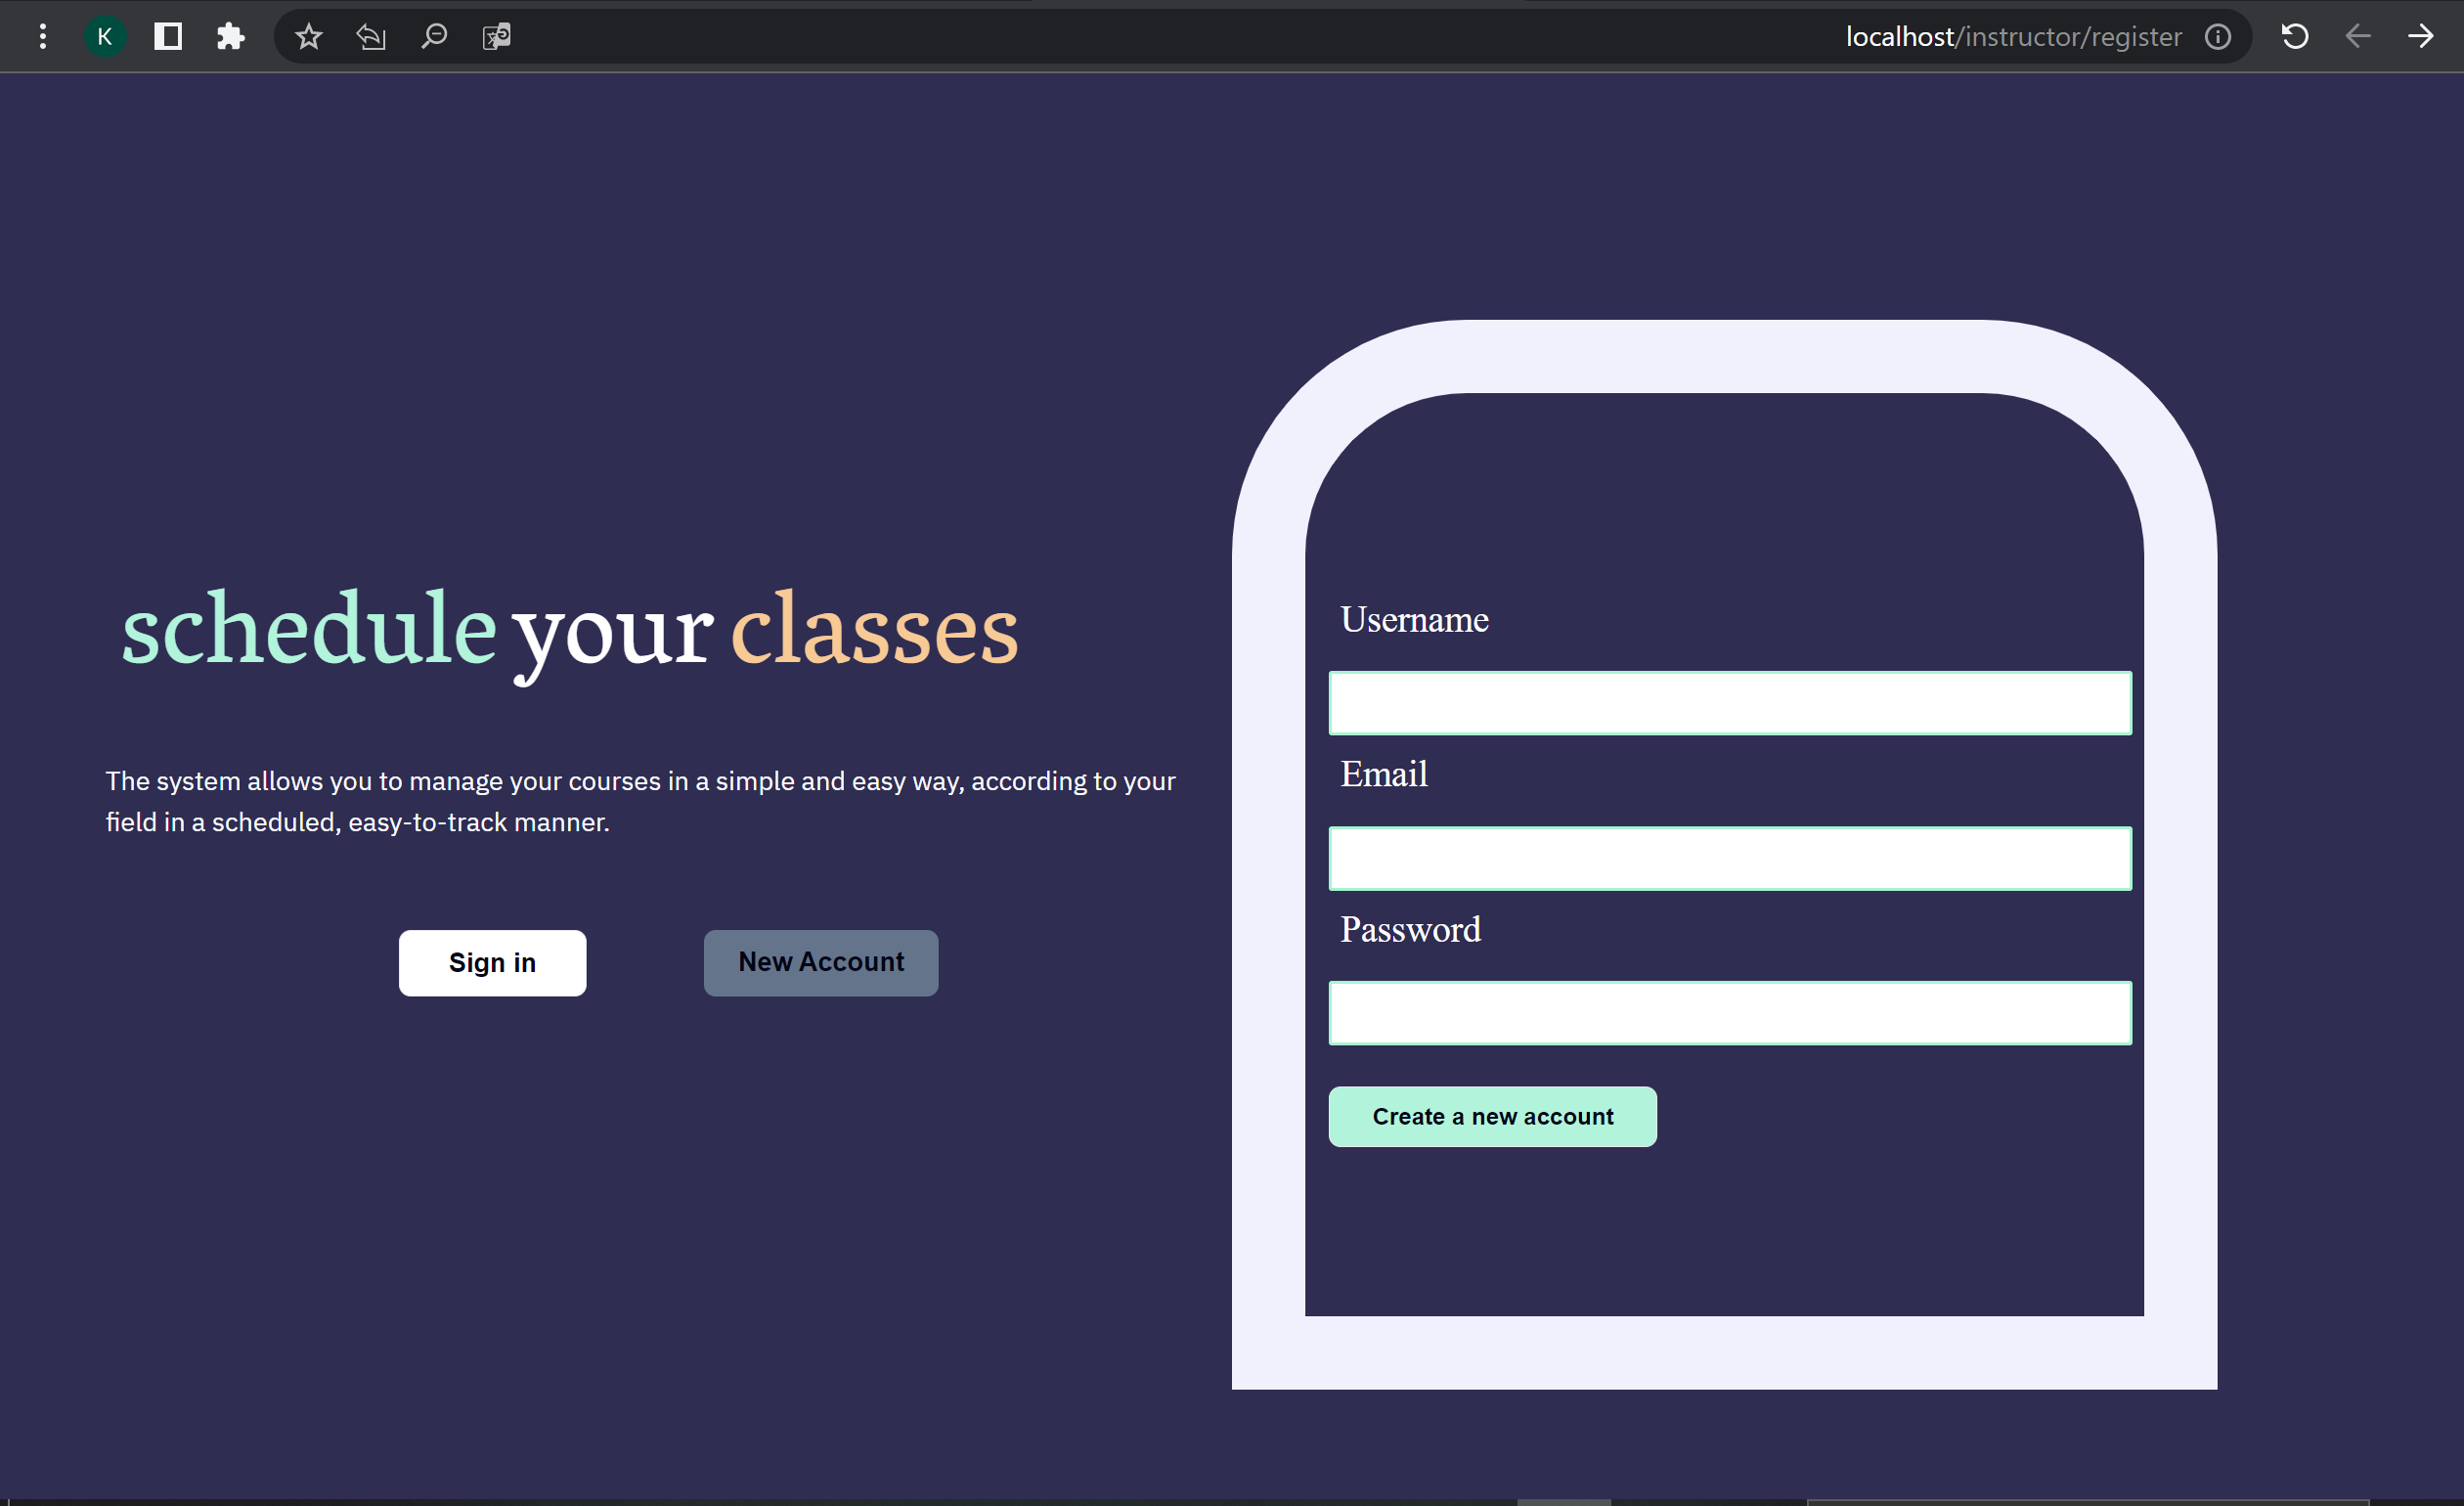 K
localhost/instructor/register
schedule your classes
The system allows you to manage your courses in a simple and easy way, according to your
field in a scheduled, easy-to-track manner.
Sign in
New Account
Username
Email
Password
Create a new account